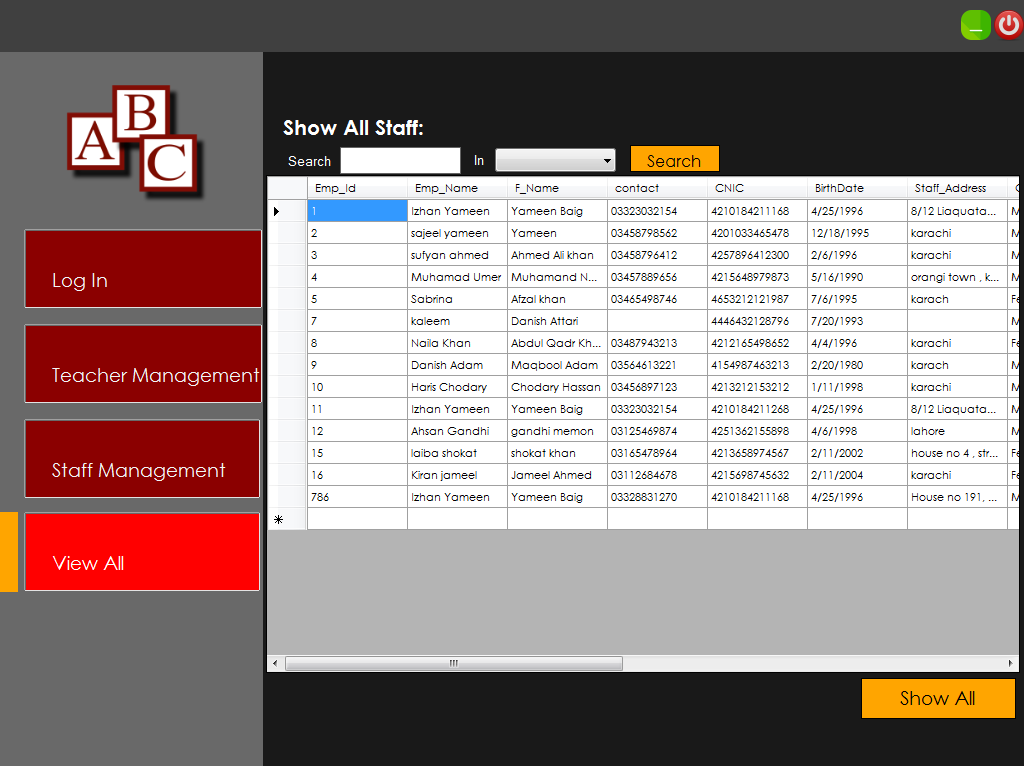 A B C
Show All Staff:
Search In Search
Emp_Id Emp_Name F_Name contact CNIC BirthDate Staff_Address
1 Izhan Yameen Yameen Baig 03323032154 4210184211168 4/25/1996 8/12 Liaquata...
2 sajeel yameen Yameen 03458798562 4201033465478 12/18/1995 karachi
3 sufyan ahmed Ahmed Ali khan 03458796412 4257896412300 2/6/1996 karachi
4 Muhamad Umer Muhamand N... 03457889656 4215648979873 5/16/1990 orangi town , k...
5 Sabrina Afzal khan 03465498746 4653212121987 7/6/1995 karach
7 kaleem Danish Attari 4446432128796 7/20/1993
8 Naila Khan Abdul Qadr Kh... 03487943213 4212165498652 4/4/1996 karachi
9 Danish Adam Maqbool Adam 03564613221 4154987463213 2/20/1980 karach
10 Haris Chodary Chodary Hassan 03456897123 4213212153212 1/11/1998 karachi
11 Izhan Yameen Yameen Baig 03323032154 4210184211268 4/25/1996 8/12 Liaquata...
12 Ahsan Gandhi gandhi memon 03125469874 4251362155898 4/6/1998 lahore
15 laiba shokat shokat khan 03165478964 4213658974567 2/11/2002 house no 4 , str...
16 Kiran jameel Jameel Ahmed 03112684678 4215698745632 2/11/2004 karachi
786 Izhan Yameen Yameen Baig 03328831270 4210184211168 4/25/1996 House no 191, ...
Log In
Teacher Management
Staff Management
View All
Show All